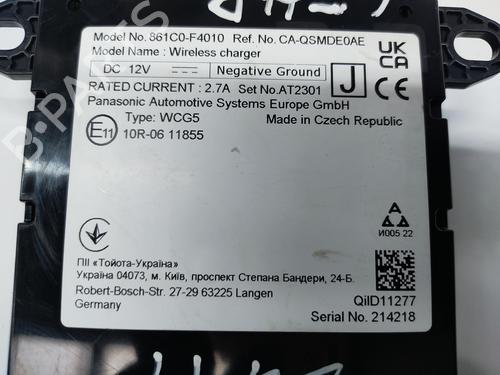 Model No. 861C0-F4010 Ref. No. CA-QSMDE0AE
Model Name : Wireless charger
DC 12V Negative Ground
J
UK CA
CE
RATED CURRENT : 2.7A Set No.AT2301
Panasonic Automotive Systems Europe GmbH
Type: WCG5 Made in Czech Republic
E11 10R-06 11855
И005 22
ПІІ «Тойота-Україна»
Україна 04073, м. Київ, проспект Степана Бандери, 24-Б.
Robert-Bosch-Str. 27-29 63225 Langen
Germany
QiID11277
Serial No. 214218
B-PARTS